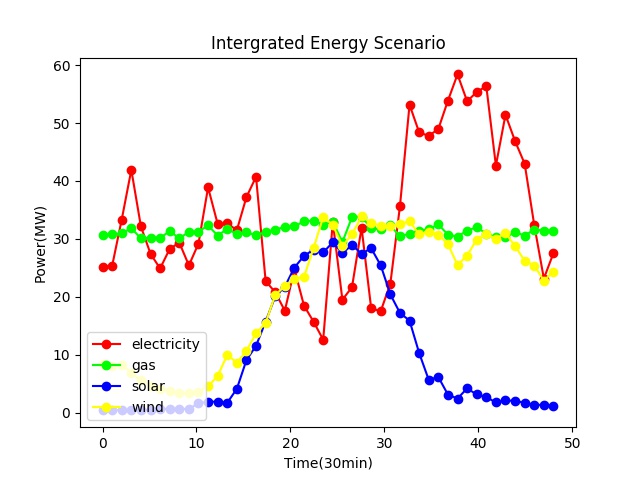 Intergrated Energy Scenario
Power(MW)
60
50
40
30
20
10
0
electricity
gas
solar
wind
0 10 20 30 40 50
Time(30min)